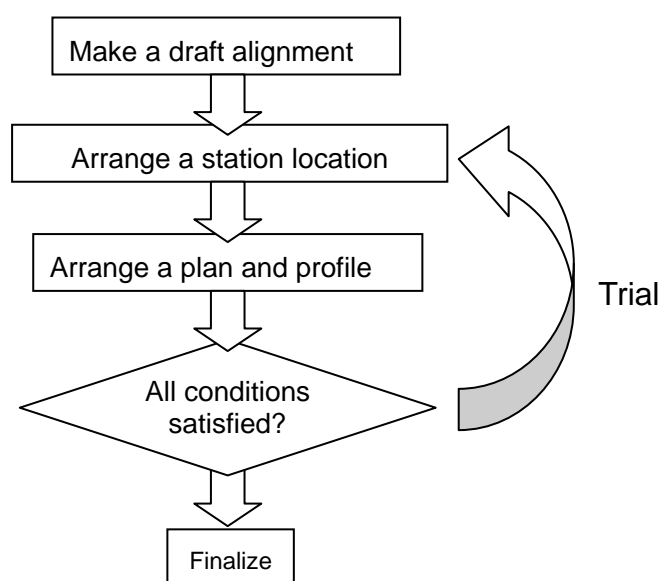 Make a draft alignment
Arrange a station location
Arrange a plan and profile
Trial
All conditions
satisfied?
Finalize